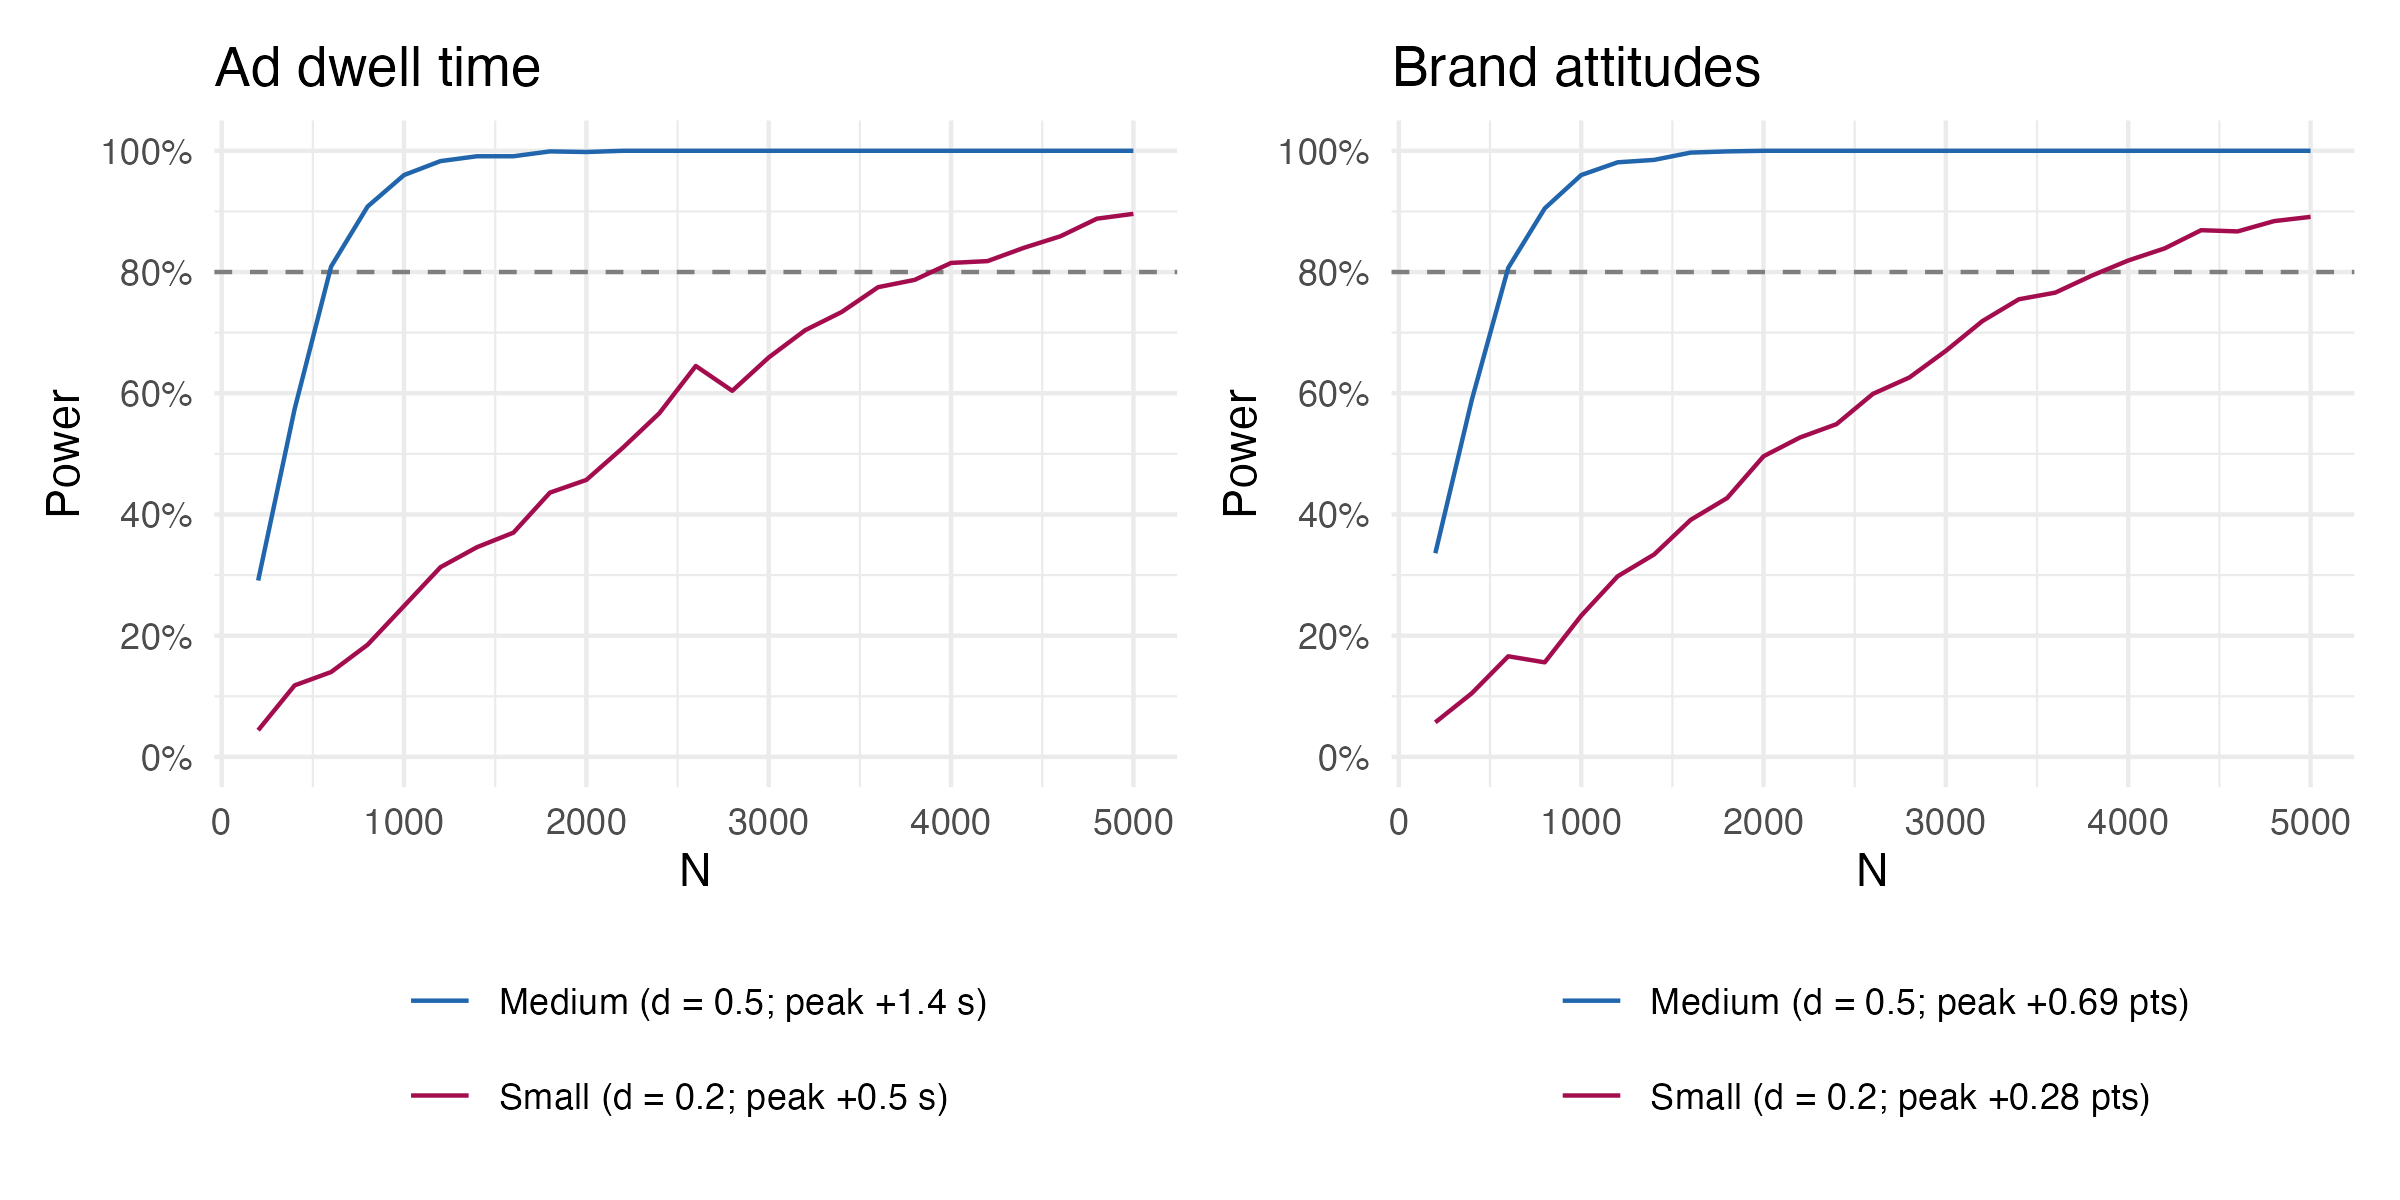 Ad dwell time
100%
80%
60%
40%
20%
0%
Power
0 1000 2000 3000 4000 5000
N
Medium (d = 0.5; peak +1.4 s)
Small (d = 0.2; peak +0.5 s)
Brand attitudes
100%
80%
60%
40%
20%
0%
Power
0 1000 2000 3000 4000 5000
N
Medium (d = 0.5; peak +0.69 pts)
Small (d = 0.2; peak +0.28 pts)